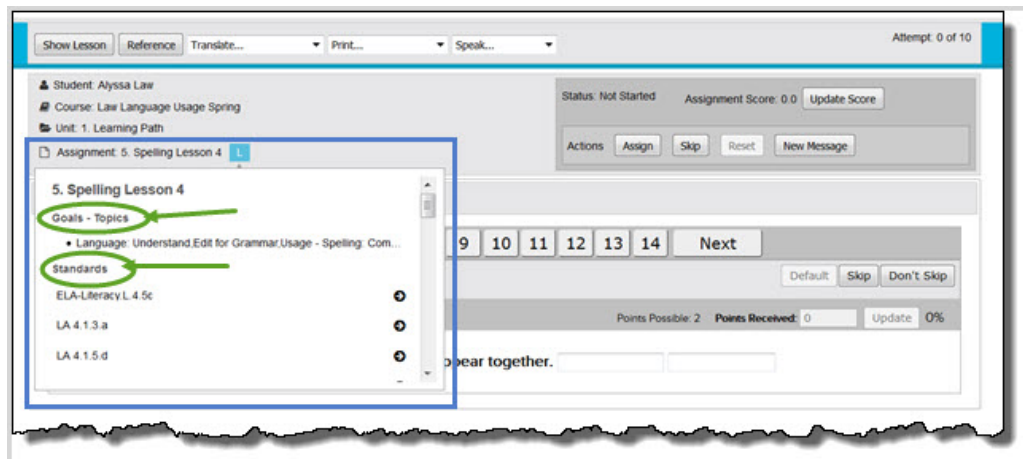 Show Lesson Reference Translate... Print... Speak... Attempt: 0 of 10
Student: Alyssa Law
Course: Law Language Usage Spring
Unit: 1. Learning Path
Assignment: 5. Spelling Lesson 4 L
Status: Not Started Assignment Score: 0.0 Update Score
Actions Assign Skip Reset New Message
5. Spelling Lesson 4
Goals - Topics
• Language: Understand,Edit for Grammar,Usage - Spelling: Com...
Standards
ELA-Literacy.L.4.5c
LA 4.1.3.a
LA 4.1.5.d
9 10 11 12 13 14 Next
Default Skip Don't Skip
Points Possible: 2 Points Received: 0 Update 0%
together.